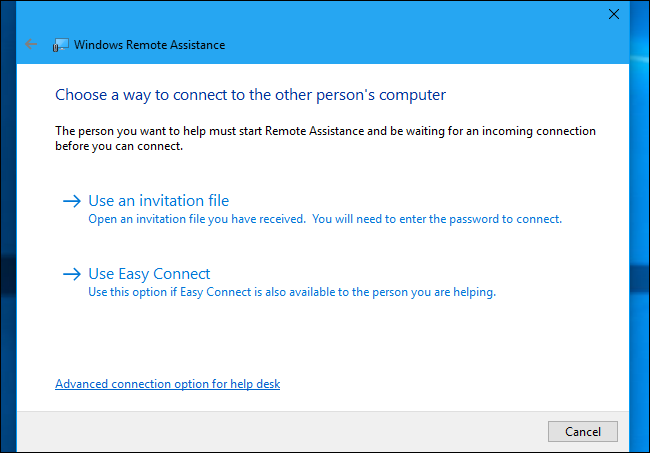 Windows Remote Assistance
Choose a way to connect to the other person's computer
The person you want to help must start Remote Assistance and be waiting for an incoming connection
before you can connect.
Use an invitation file
Open an invitation file you have received.  You will need to enter the password to connect.
Use Easy Connect
Use this option if Easy Connect is also available to the person you are helping.
Advanced connection option for help desk
Cancel